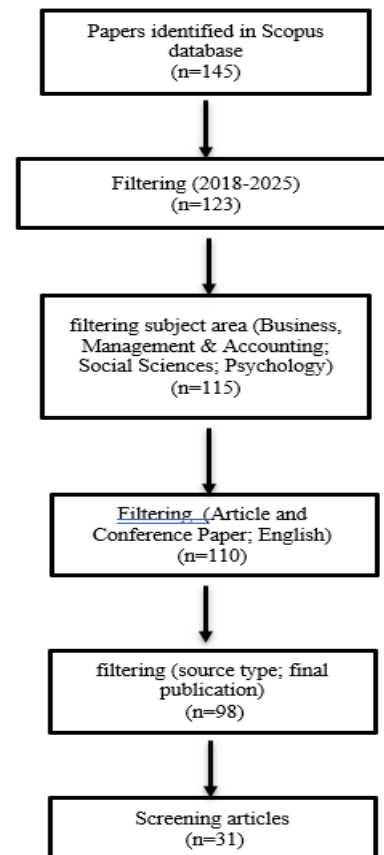 Papers identified in Scopus
database
(n=145)
Filtering (2018-2025)
(n=123)
filtering subject area (Business,
Management & Accounting;
Social Sciences; Psychology)
(n=115)
Filtering (Article and
Conference Paper; English)
(n=110)
filtering (source type; final
publication)
(n=98)
Screening articles
(n=31)